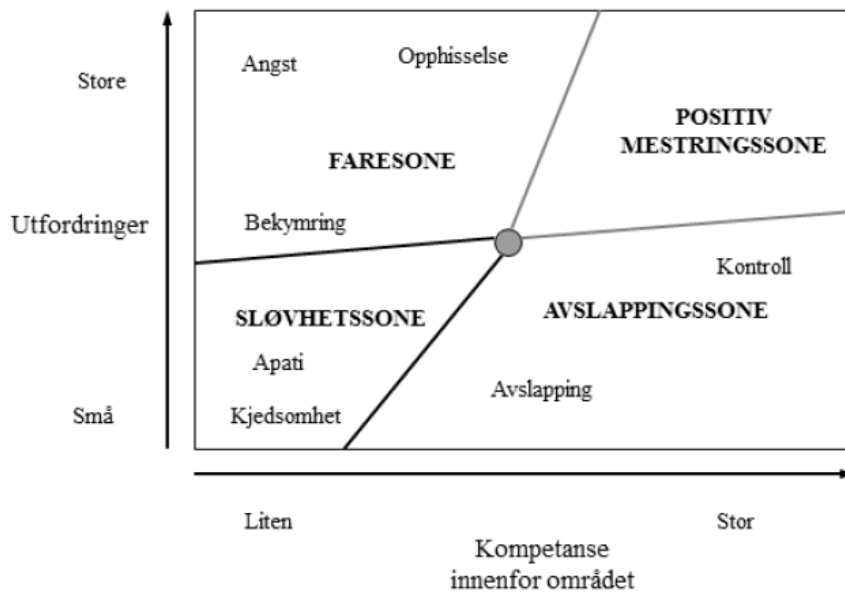 Angst
Opphisselse
Store
POSITIV
MESTRINGSSONE
FARESONE
Utfordringer
Bekymring
Kontroll
SLØVHETSSONE
AVSLAPPINGSSONE
Apati
Avslapping
Små
Kjedsomhet
Liten
Stor
Kompetanse
innenfor området